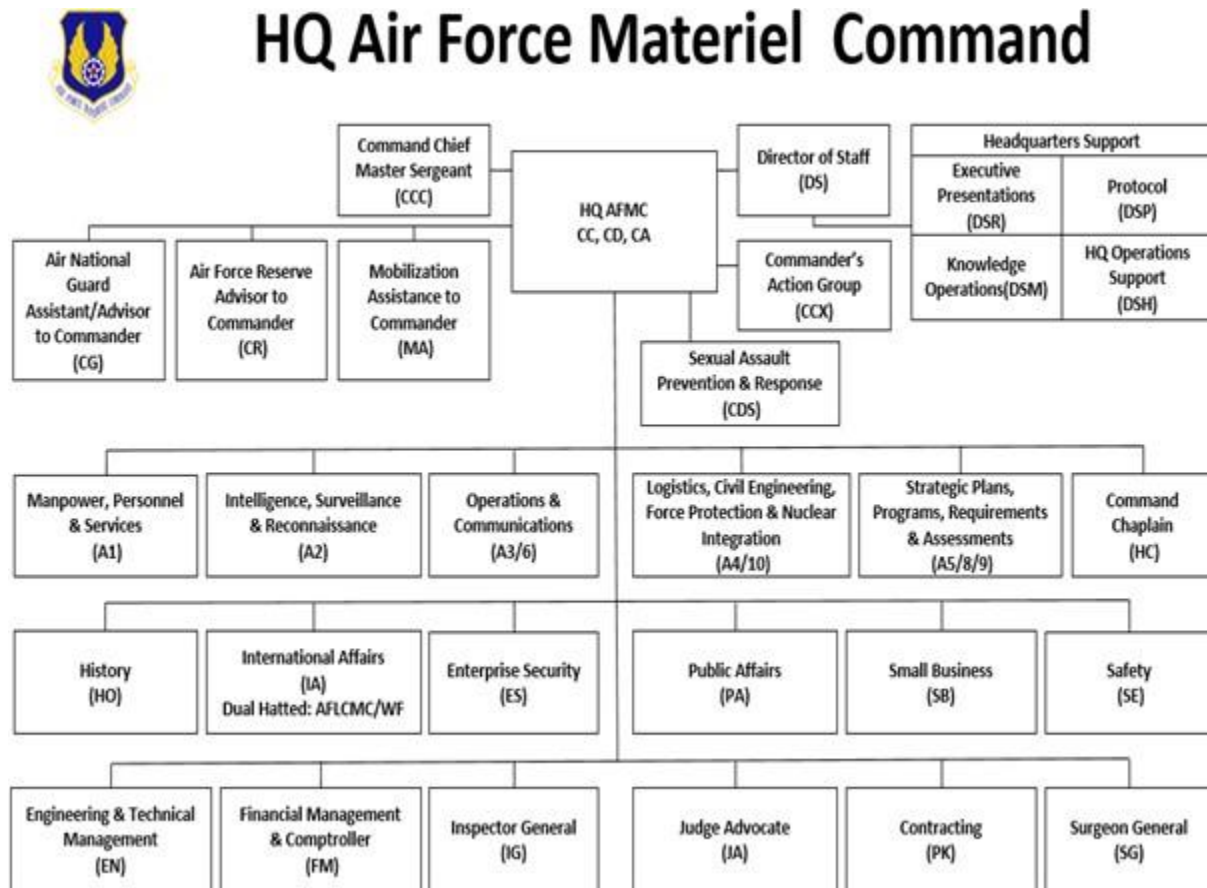 HQ Air Force Materiel Command
Command Chief
Master Sergeant
(CCC)
HQ AFMC
CC, CD, CA
Director of Staff
(DS)
Headquarters Support
Executive
Presentations
(DSR)
Protocol
(DSP)
Knowledge
Operations(DSM)
HQ Operations
Support
(DSH)
Air National
Guard
Assistant/Advisor
to Commander
(CG)
Air Force Reserve
Advisor to
Commander
(CR)
Mobilization
Assistance to
Commander
(MA)
Commander's
Action Group
(CCX)
Sexual Assault
Prevention & Response
(CDS)
Manpower, Personnel
& Services
(A1)
Intelligence, Surveillance
& Reconnaissance
(A2)
Operations &
Communications
(A3/6)
Logistics, Civil Engineering,
Force Protection & Nuclear
Integration
(A4/10)
Strategic Plans,
Programs, Requirements
& Assessments
(A5/8/9)
Command
Chaplain
(HC)
History
(HO)
International Affairs
(IA)
Dual Hatted: AFLCMC/WF
Enterprise Security
(ES)
Public Affairs
(PA)
Small Business
(SB)
Safety
(SE)
Engineering & Technical
Management
(EN)
Financial Management
& Comptroller
(FM)
Inspector General
(IG)
Judge Advocate
(JA)
Contracting
(PK)
Surgeon General
(SG)